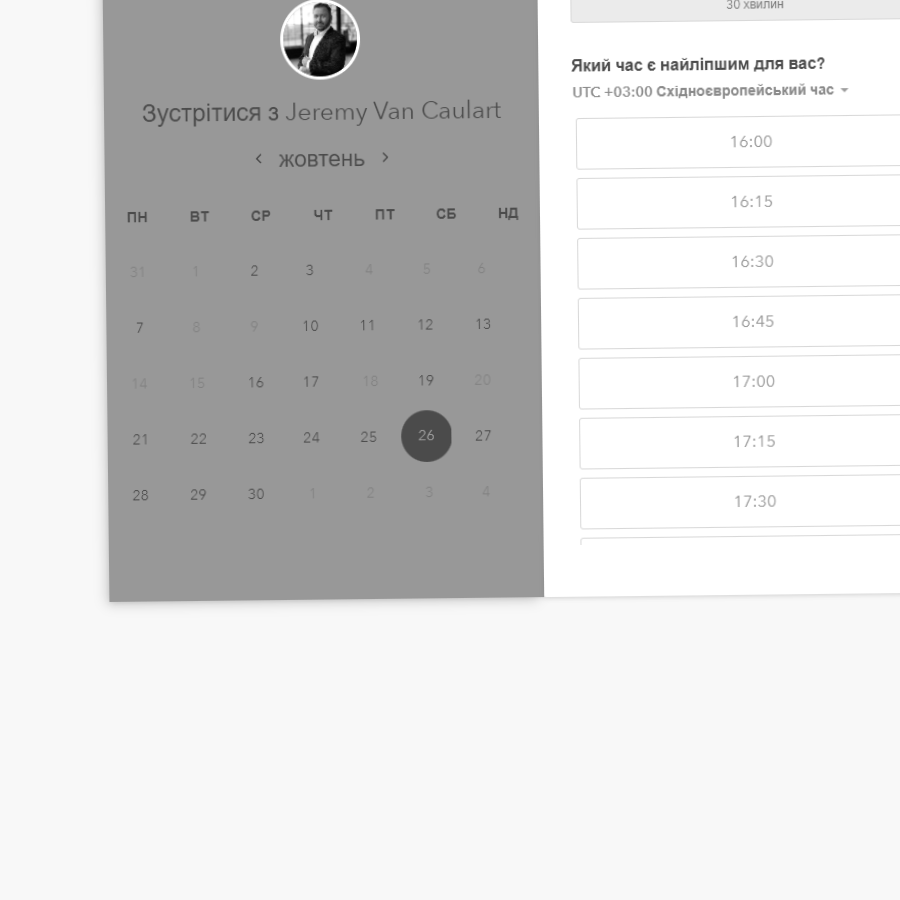 Зустрітися з Jeremy Van Caulart
жовтень
ПН ВТ СР ЧТ ПТ СБ НД
31 1 2 3 4 5 6
7 8 9 10 11 12 13
14 15 16 17 18 19 20
21 22 23 24 25 26 27
28 29 30 1 2 3 4
30 хвилин
Який час є найліпшим для вас?
UTC +03:00 Східноєвропейський час
16:00
16:15
16:30
16:45
17:00
17:15
17:30